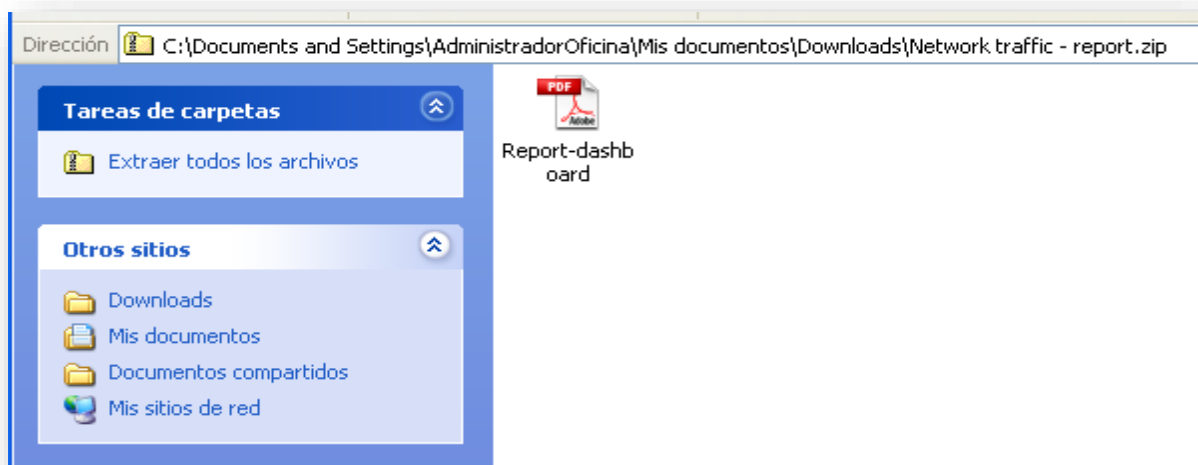 Dirección C:\Documents and Settings\AdministradorOficina\Mis documentos\Downloads\Network traffic - report.zip
Tareas de carpetas
Extraer todos los archivos
Otros sitios
Downloads
Mis documentos
Documentos compartidos
Mis sitios de red
PDF
Adobe
Report-dashb
oard